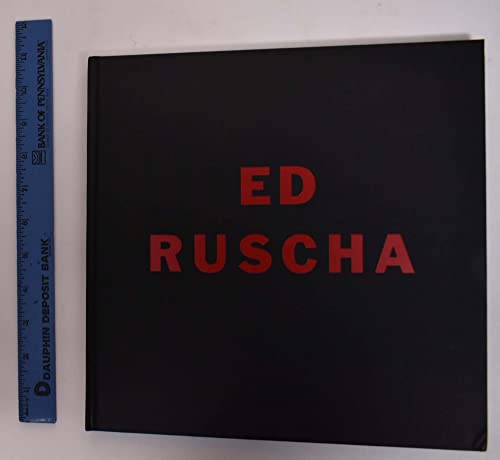 ED
RUSCHA
BANK OF PENNSYLVANIA
DAUPHIN DEPOSIT BANK